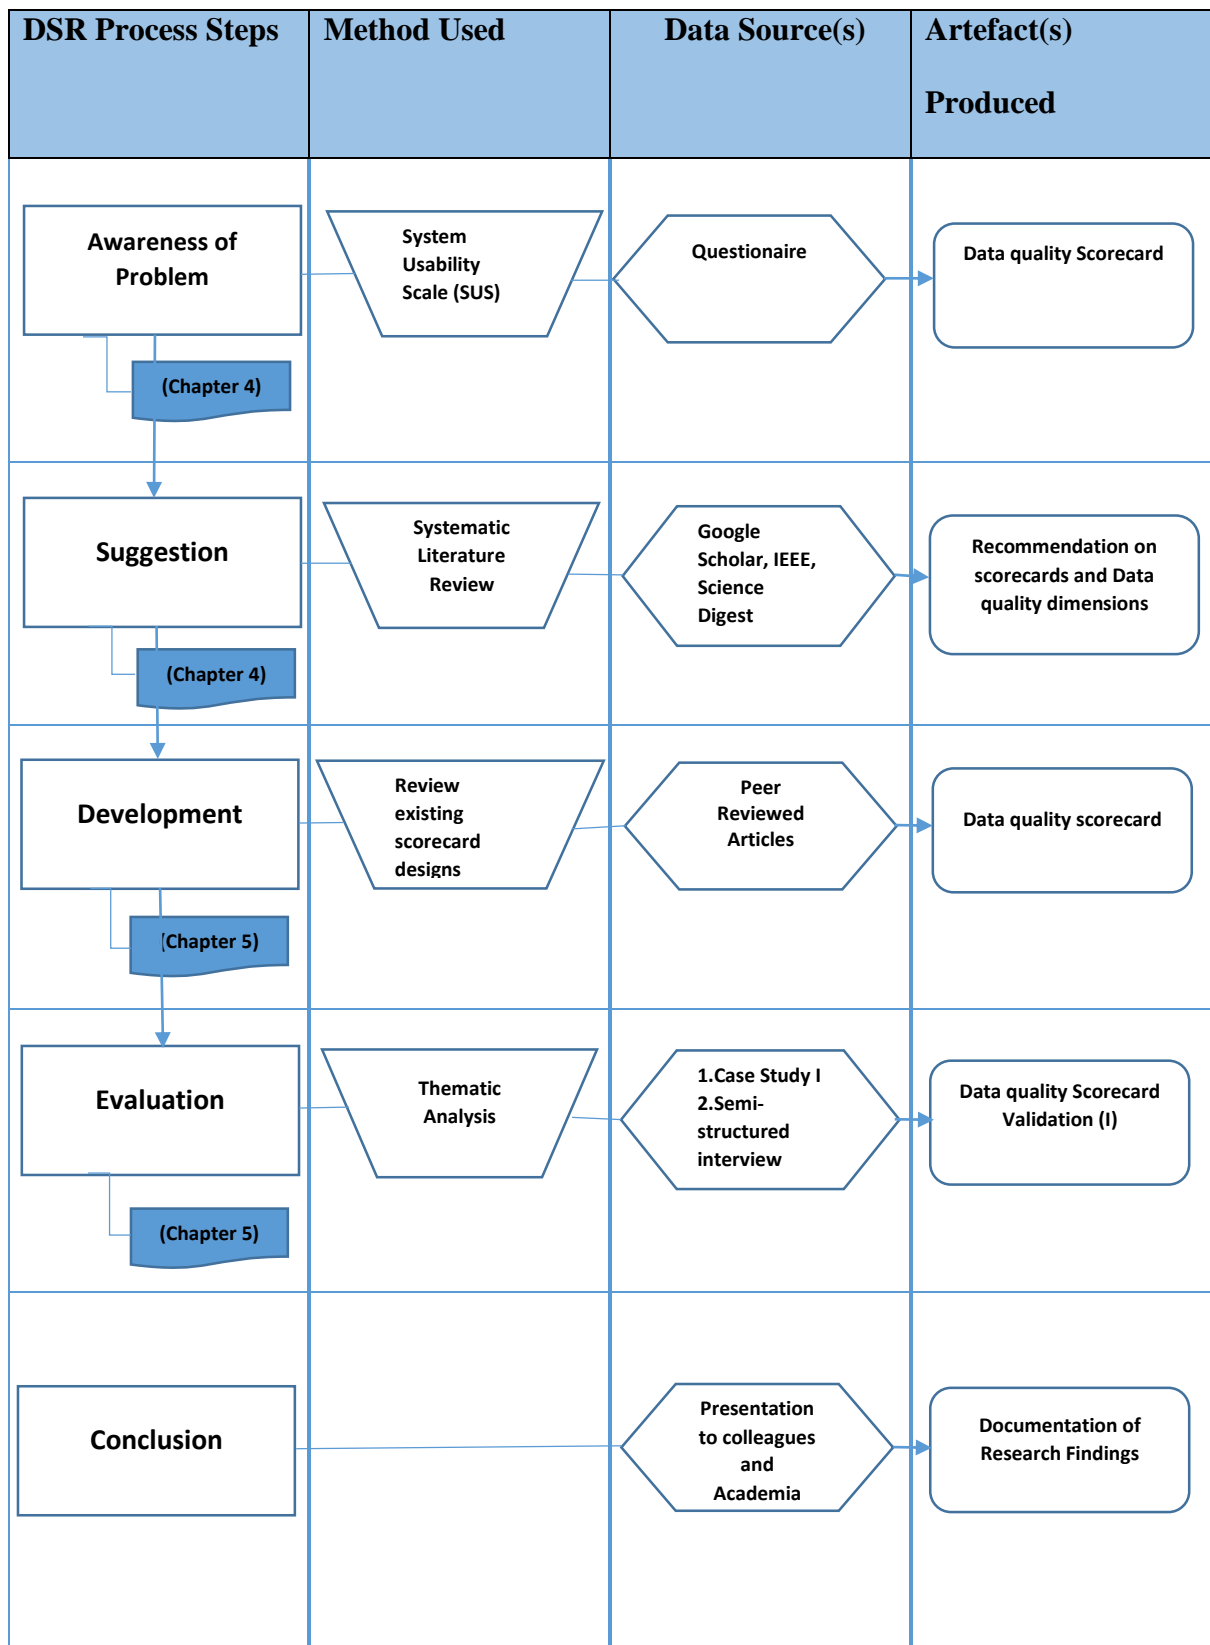 DSR Process Steps
Method Used
Data Source(s)
Artefact(s)
Produced
Awareness of
Problem
(Chapter 4)
System
Usability
Scale (SUS)
Questionaire
Data quality Scorecard
Suggestion
(Chapter 4)
Systematic
Literature
Review
Google
Scholar, IEEE,
Science
Digest
Recommendation on
scorecards and Data
quality dimensions
Development
(Chapter 5)
Review
existing
scorecard
designs
Peer
Reviewed
Articles
Data quality scorecard
Evaluation
(Chapter 5)
Thematic
Analysis
1.Case Study I
2.Semi-
structured
interview
Data quality Scorecard
Validation (I)
Conclusion
Presentation
to colleagues
and
Academia
Documentation of
Research Findings